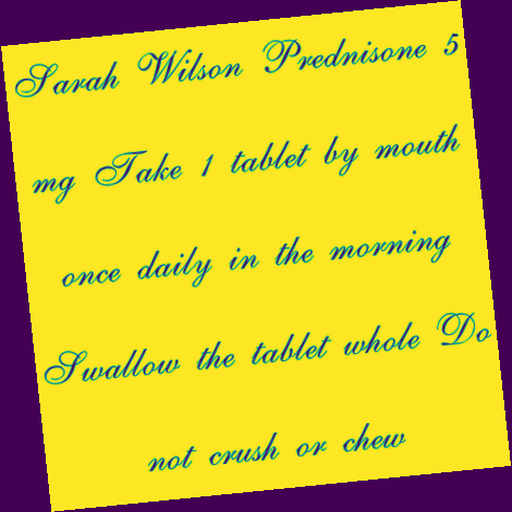 Sarah Wilson Prednisone 5
mg Take 1 tablet by mouth
once daily in the morning
Swallow the tablet whole Do
not crush or chew